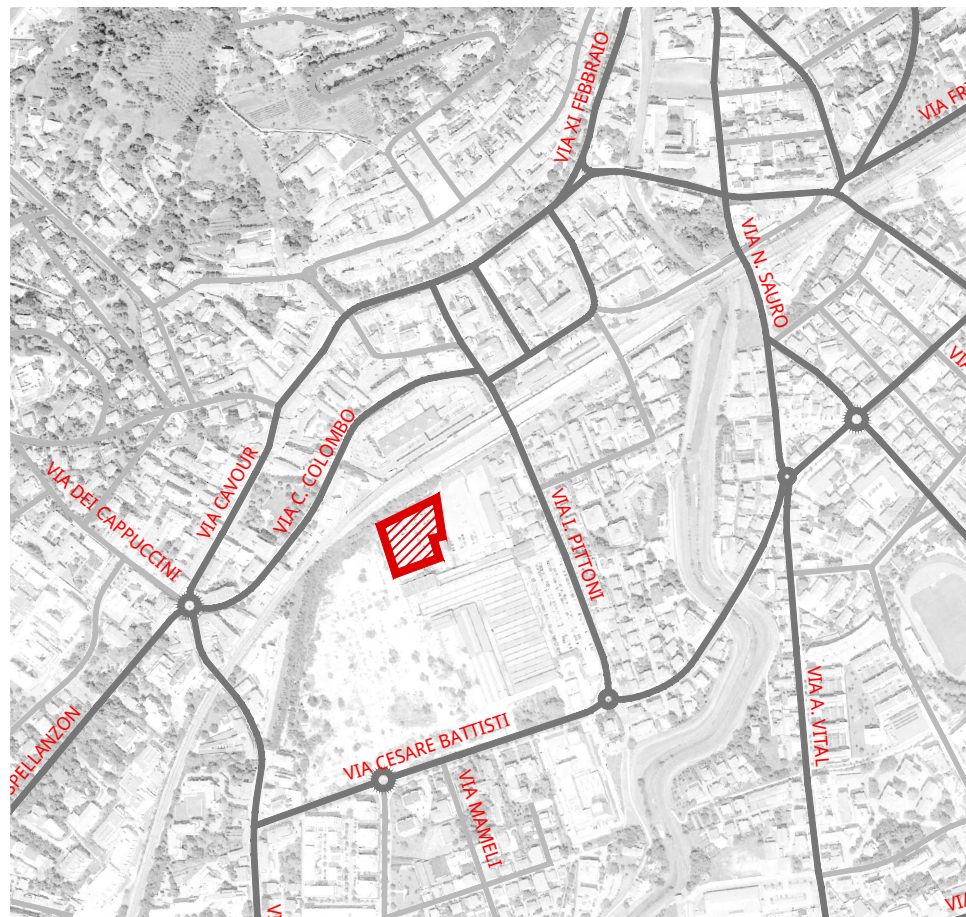 VIA XI FEBBRAIO
VIA FR
VIA N. SAURO
VIA
VIA C. COLOMBO
VIA CAVOUR
VIA DEI CAPPUCCINI
VIA I. PITTONI
SPELLANZON
VIA CESARE BATTISTI
VIA A. VITAL
VIA MAMELI
VIA